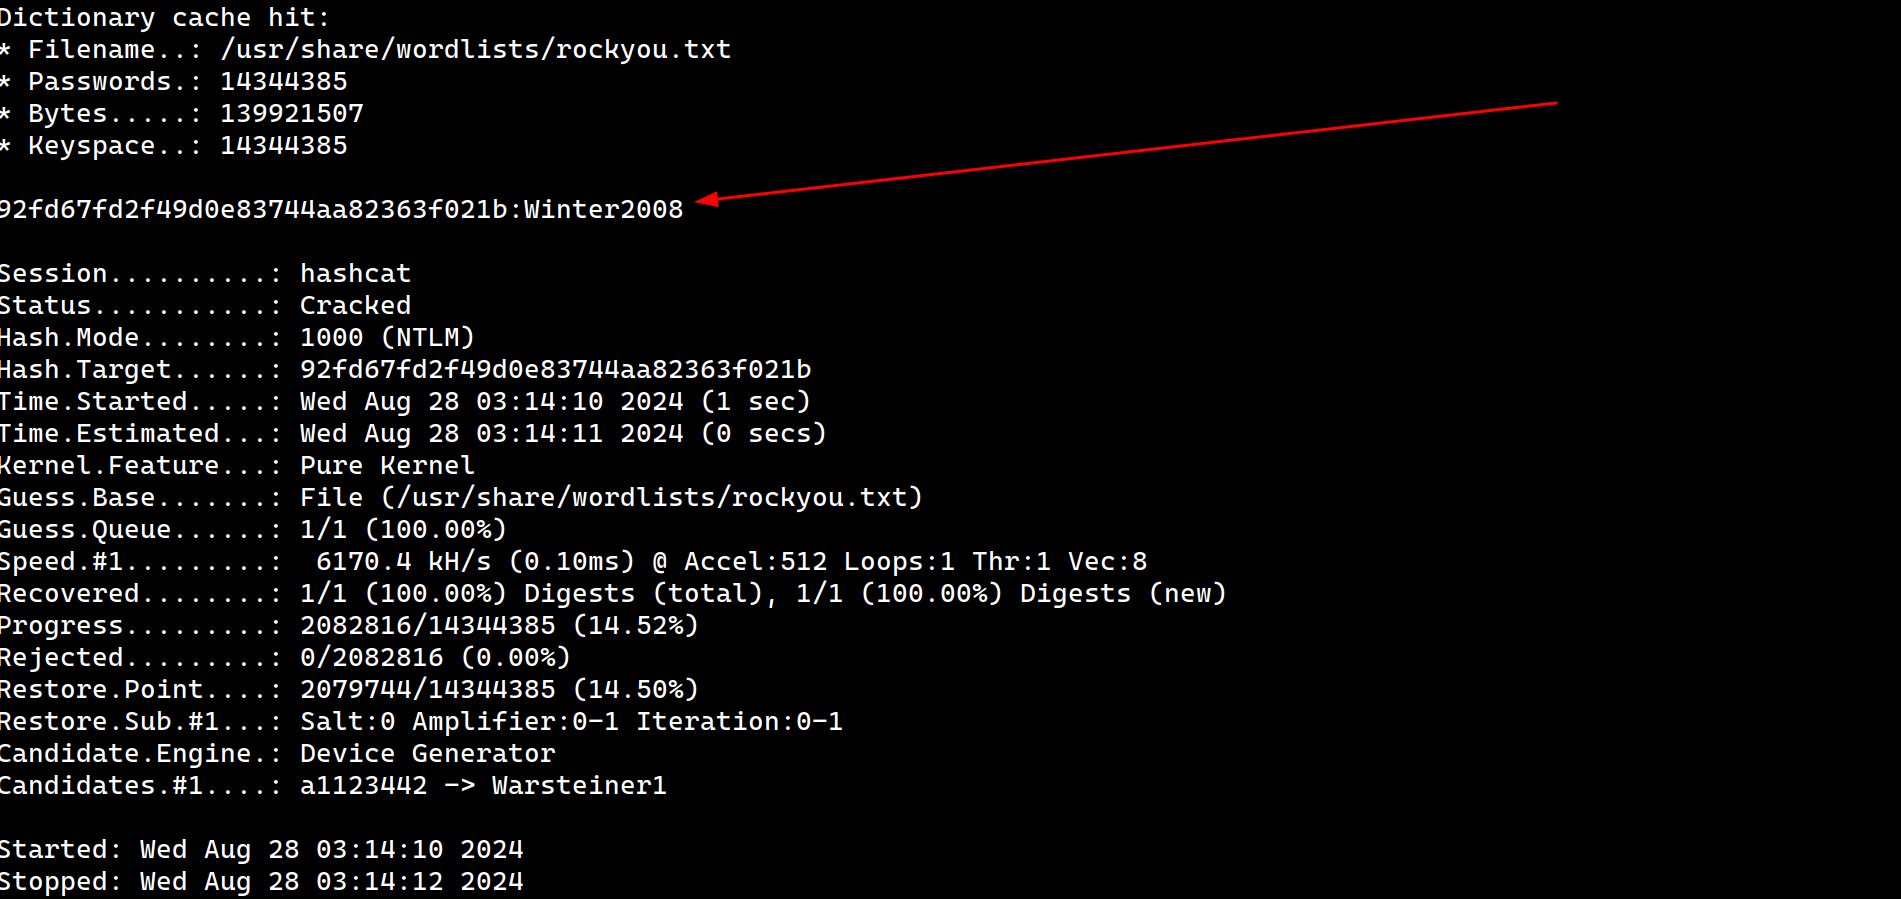 Dictionary cache hit:
* Filename..: /usr/share/wordlists/rockyou.txt
* Passwords.: 14344385
* Bytes.....: 139921507
* Keyspace..: 14344385
92fd67fd2f49d0e83744aa82363f021b:Winter2008
Session..........: hashcat
Status...........: Cracked
Hash.Mode........: 1000 (NTLM)
Hash.Target......: 92fd67fd2f49d0e83744aa82363f021b
Time.Started.....: Wed Aug 28 03:14:10 2024 (1 sec)
Time.Estimated...: Wed Aug 28 03:14:11 2024 (0 secs)
Kernel.Feature...: Pure Kernel
Guess.Base.......: File (/usr/share/wordlists/rockyou.txt)
Guess.Queue......: 1/1 (100.00%)
Speed.#1.........:  6170.4 kH/s (0.10ms) @ Accel:512 Loops:1 Thr:1 Vec:8
Recovered........: 1/1 (100.00%) Digests (total), 1/1 (100.00%) Digests (new)
Progress.........: 2082816/14344385 (14.52%)
Rejected.........: 0/2082816 (0.00%)
Restore.Point....: 2079744/14344385 (14.50%)
Restore.Sub.#1...: Salt:0 Amplifier:0-1 Iteration:0-1
Candidate.Engine.: Device Generator
Candidates.#1....: a1123442 -> Warsteiner1
Started: Wed Aug 28 03:14:10 2024
Stopped: Wed Aug 28 03:14:12 2024